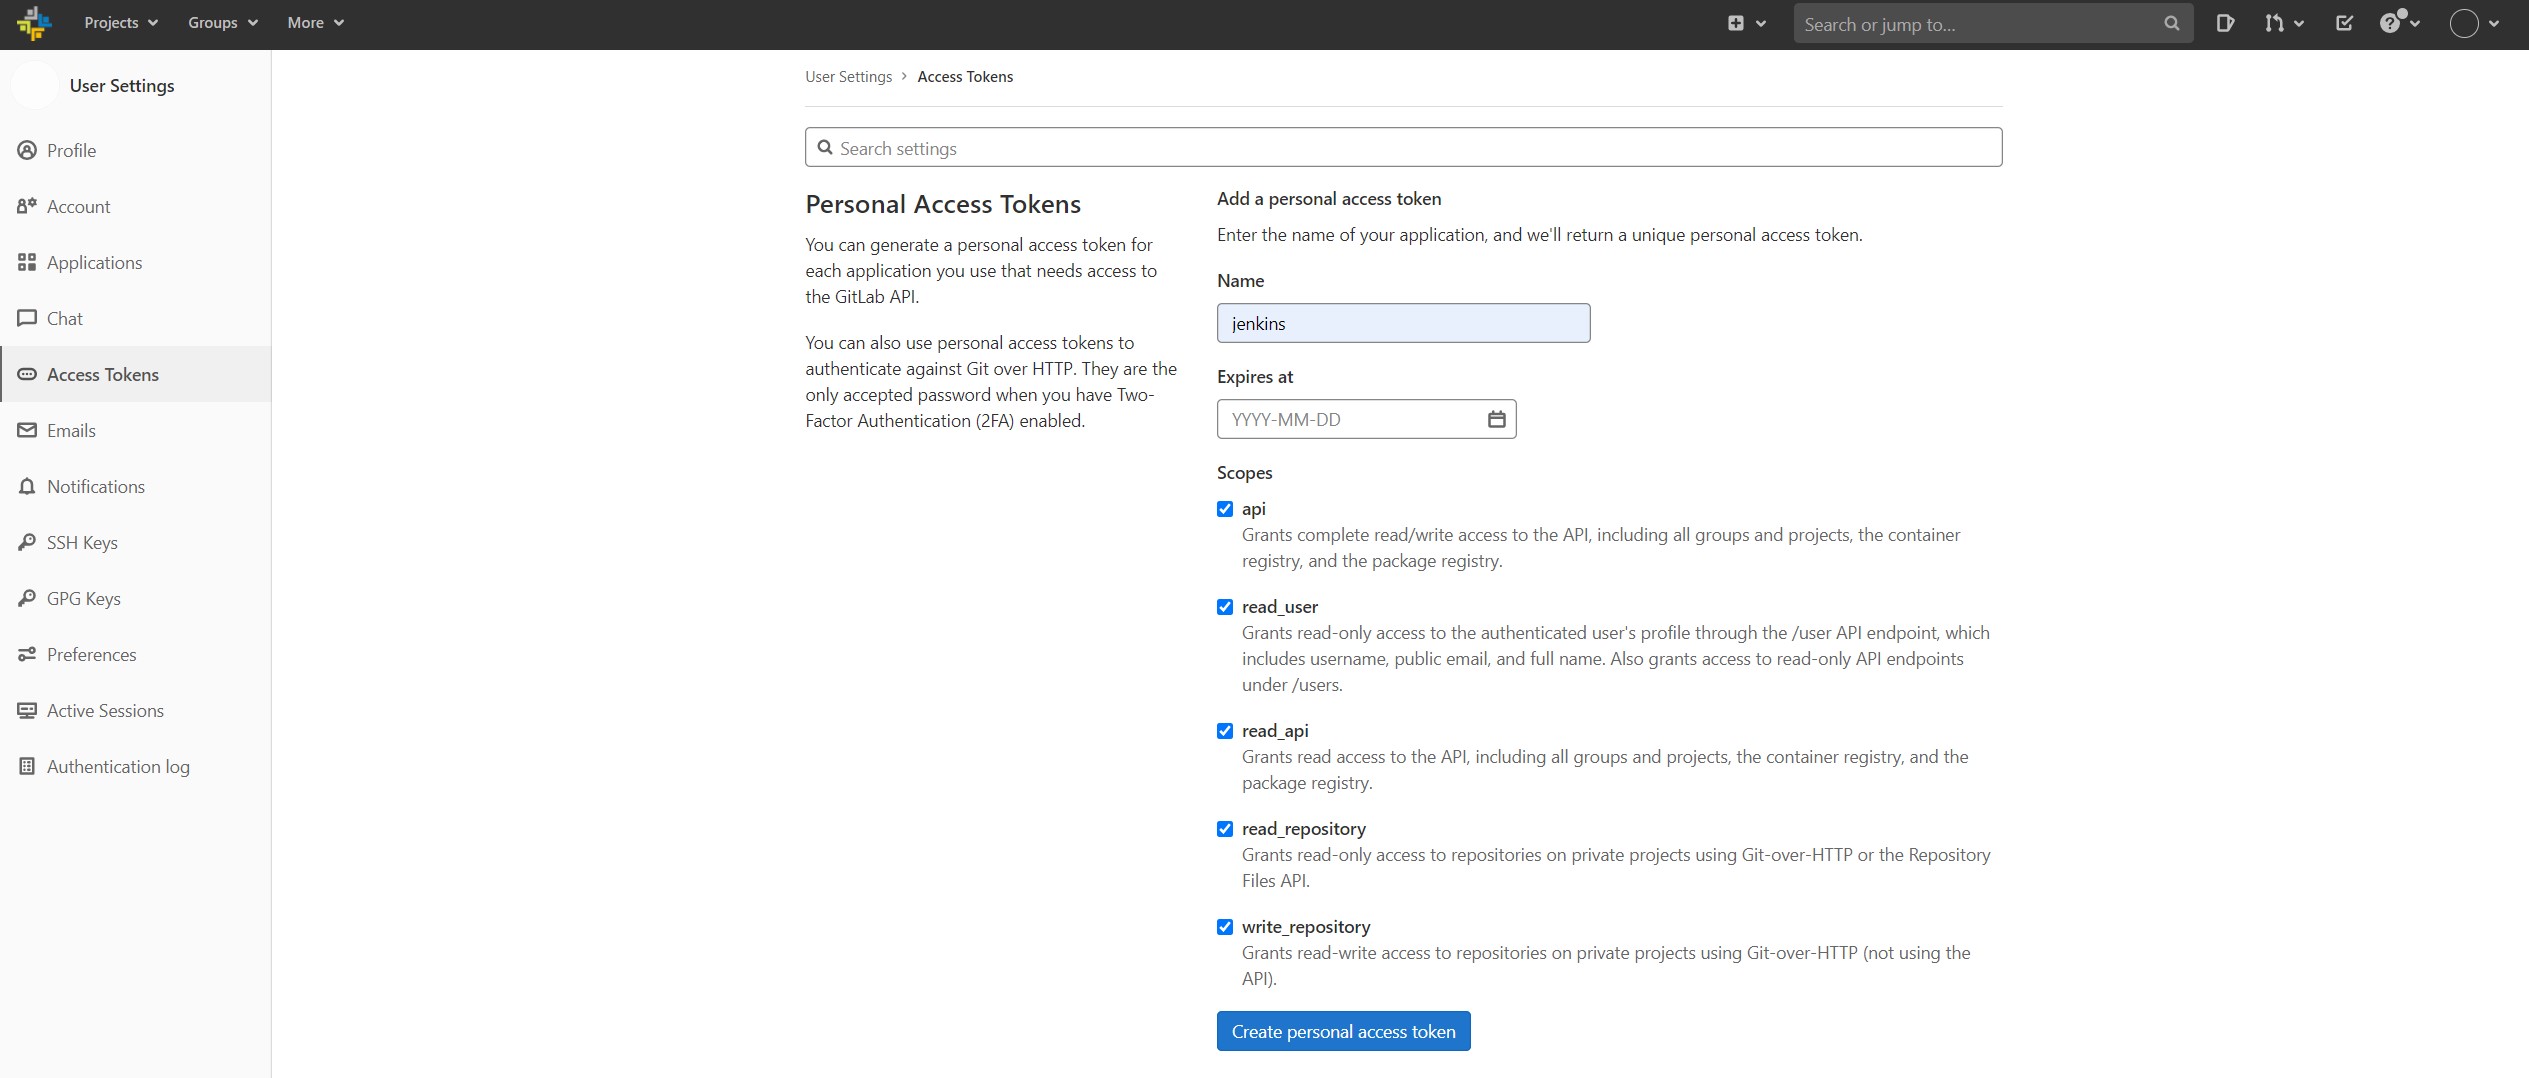 Projects
Groups
More
Search or jump to...
User Settings
Profile
Account
Applications
Chat
Access Tokens
Emails
Notifications
SSH Keys
GPG Keys
Preferences
Active Sessions
Authentication log
User Settings > Access Tokens
Search settings
Personal Access Tokens
You can generate a personal access token for
each application you use that needs access to
the GitLab API.
You can also use personal access tokens to
authenticate against Git over HTTP. They are the
only accepted password when you have Two-
Factor Authentication (2FA) enabled.
Add a personal access token
Enter the name of your application, and we'll return a unique personal access token.
Name
jenkins
Expires at
YYYY-MM-DD
Scopes
api
Grants complete read/write access to the API, including all groups and projects, the container
registry, and the package registry.
read_user
Grants read-only access to the authenticated user's profile through the /user API endpoint, which
includes username, public email, and full name. Also grants access to read-only API endpoints
under /users.
read_api
Grants read access to the API, including all groups and projects, the container registry, and the
package registry.
read_repository
Grants read-only access to repositories on private projects using Git-over-HTTP or the Repository
Files API.
write_repository
Grants read-write access to repositories on private projects using Git-over-HTTP (not using the
API).
Create personal access token